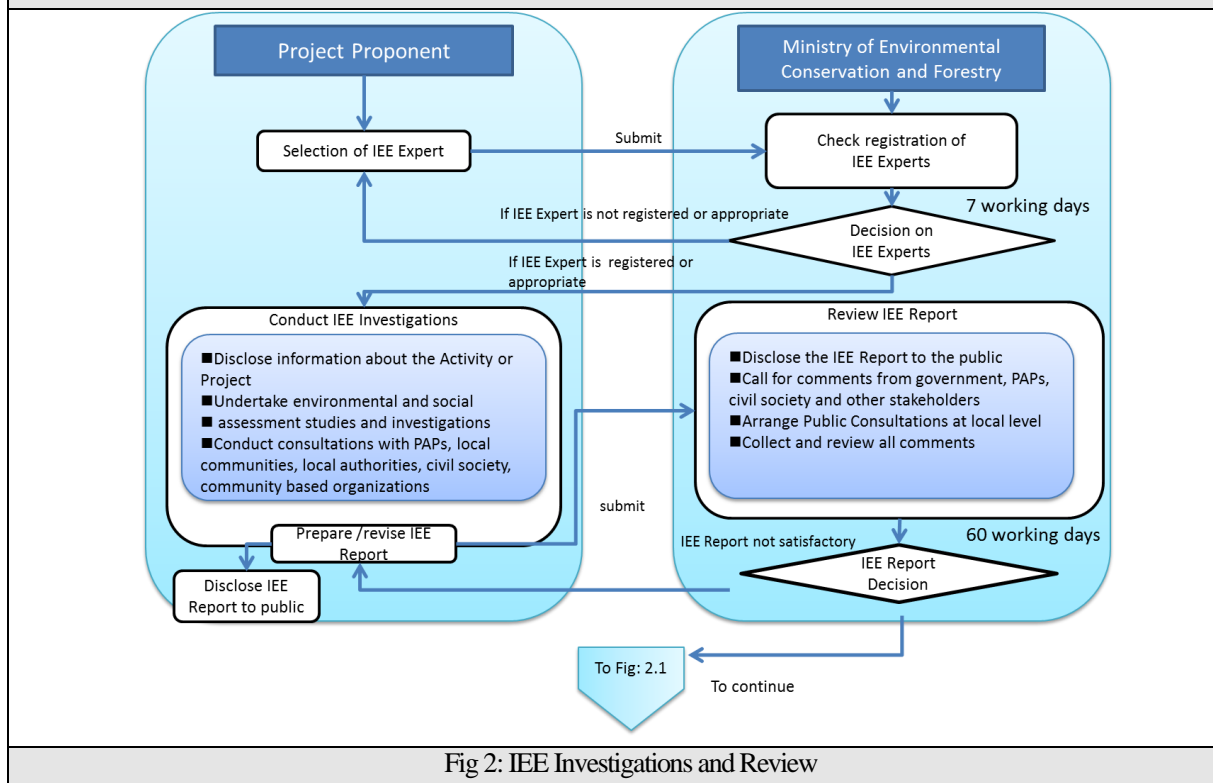 Project Proponent
Ministry of Environmental
Conservation and Forestry
Selection of IEE Expert
Submit
Check registration of
IEE Experts
If IEE Expert is not registered or appropriate
7 working days
Decision on
IEE Experts
If IEE Expert is registered or
appropriate
Conduct IEE Investigations
■Disclose information about the Activity or
Project
■Undertake environmental and social
■ assessment studies and investigations
■Conduct consultations with PAPs, local
communities, local authorities, civil society,
community based organizations
Review IEE Report
■Disclose the IEE Report to the public
■Call for comments from government, PAPs,
civil society and other stakeholders
■Arrange Public Consultations at local level
■Collect and review all comments
submit
Prepare /revise IEE
Report
IEE Report not satisfactory
60 working days
IEE Report
Decision
Disclose IEE
Report to public
To Fig: 2.1
To continue
Fig 2: IEE Investigations and Review